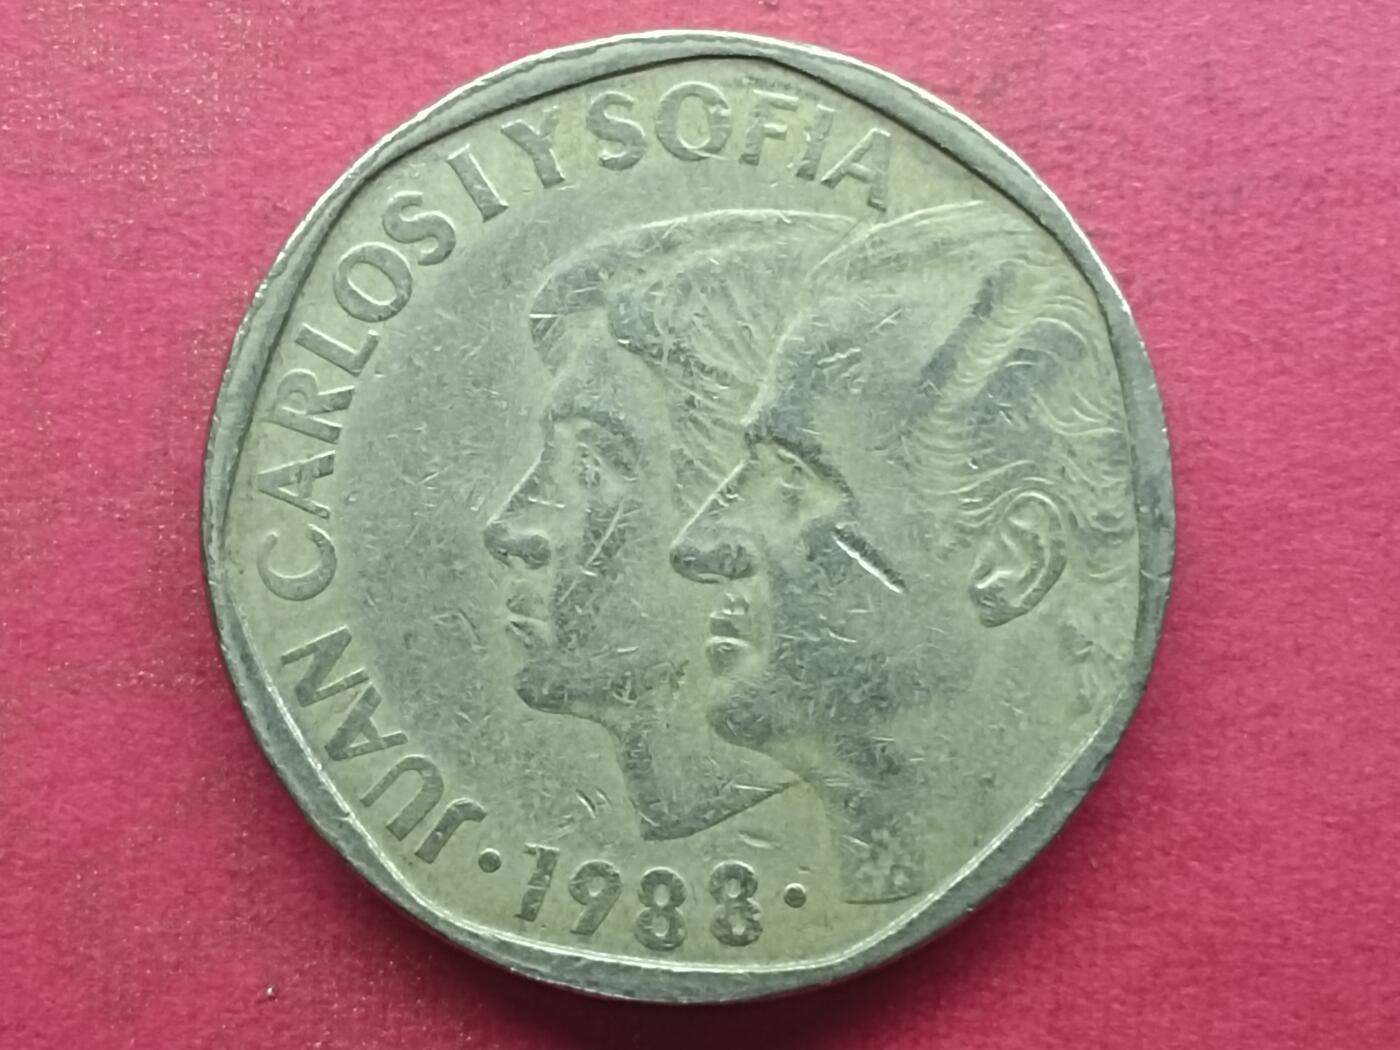 JUAN CARLOS I Y SOFIA
· 1988 ·